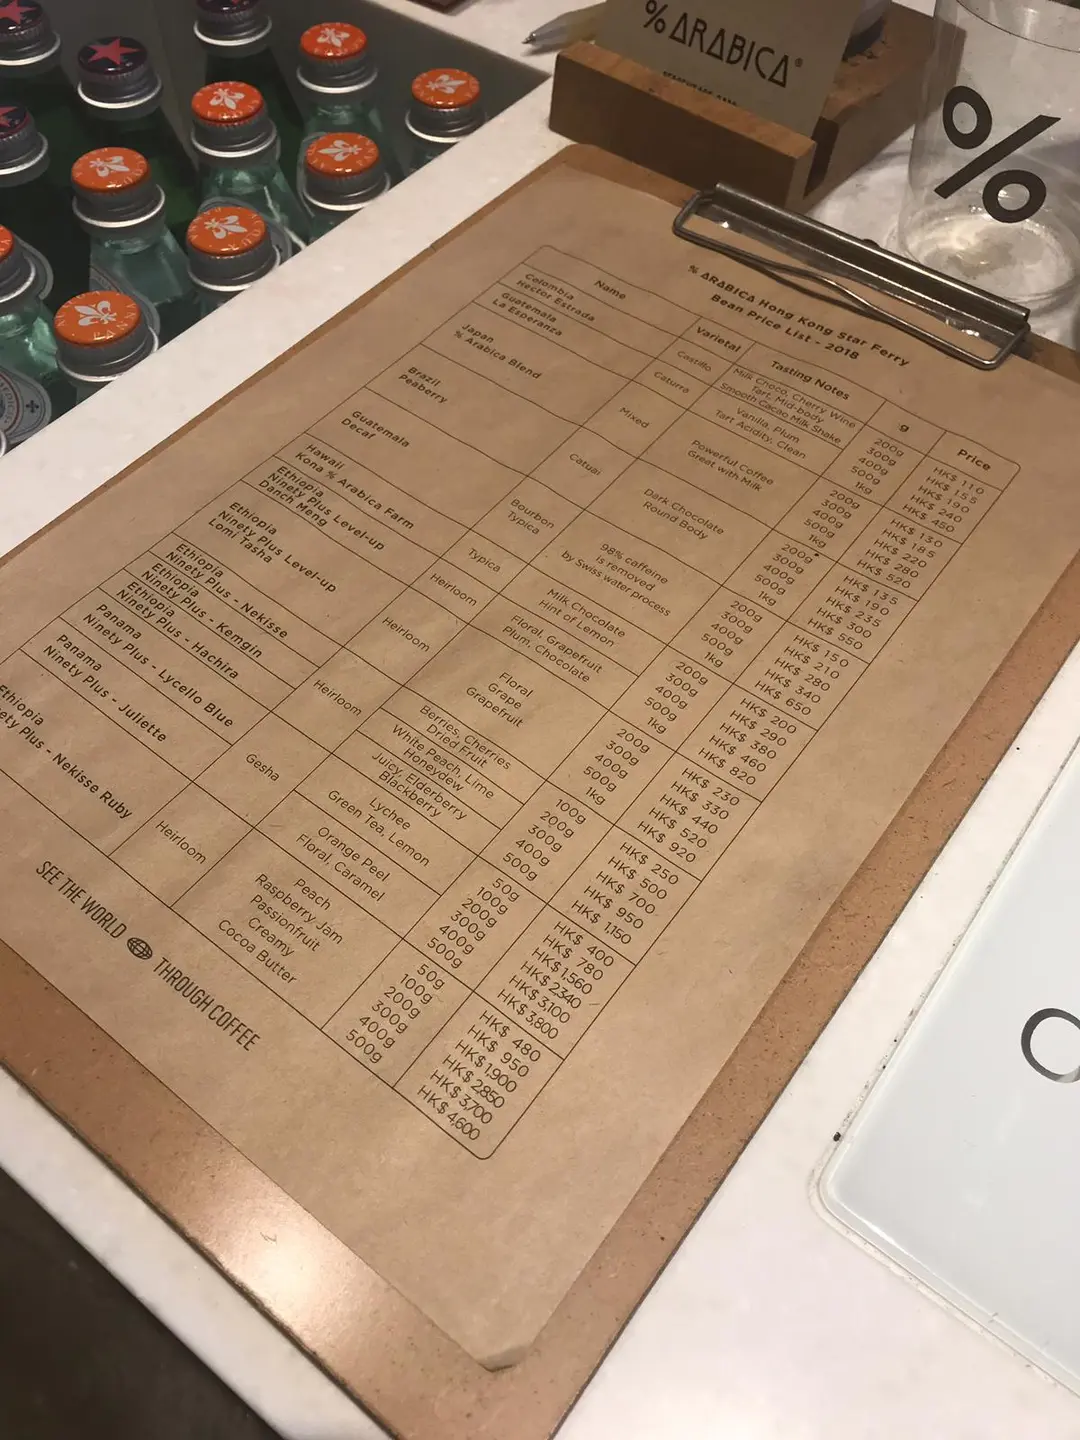 % ARABICA
% ARABICA Hong Kong Star Ferry
Bean Price List - 2018
Name
Varietal
Tasting Notes
g
Price
Colombia
Hector Estrada
Guatemala
La Esperanza
Japan
% Arabica Blend
Brazil
Peaberry
Guatemala
Decaf
Hawaii
Kona % Arabica Farm
Ethiopia
Ninety Plus Level-up
Danch Meng
Ethiopia
Ninety Plus Level-up
Lomi Tasha
Ethiopia
Ninety Plus - Nekisse
Ethiopia
Ninety Plus - Kemgin
Ethiopia
Ninety Plus - Hachira
Panama
Ninety Plus - Lycello Blue
Panama
Ninety Plus - Juliette
Ethiopia
Ninety Plus - Nekisse Ruby
Castillo
Caturra
Mixed
Catuai
Bourbon
Typica
Typica
Heirloom
Heirloom
Heirloom
Gesha
Heirloom
Milk Choco, Cherry Wine
Tart, Mid-body
Smooth Cacao Milk Shake
Vanilla, Plum
Tart Acidity, Clean
Powerful Coffee
Great with Milk
Dark Chocolate
Round Body
98% caffeine
is removed
by Swiss water process
Milk Chocolate
Hint of Lemon
Floral, Grapefruit
Plum, Chocolate
Floral
Grape
Grapefruit
Berries, Cherries
Dried Fruit
White Peach, Lime
Honeydew
Juicy, Elderberry
Blackberry
Lychee
Green Tea, Lemon
Orange Peel
Floral, Caramel
Peach
Raspberry Jam
Passionfruit
Creamy
Cocoa Butter
200g
300g
400g
500g
1kg
200g
300g
400g
500g
1kg
200g
300g
400g
500g
1kg
200g
300g
400g
500g
1kg
200g
300g
400g
500g
1kg
200g
300g
400g
500g
1kg
100g
200g
300g
400g
500g
50g
100g
200g
300g
400g
500g
50g
100g
200g
300g
400g
500g
HK$ 110
HK$ 155
HK$ 190
HK$ 240
HK$ 450
HK$ 130
HK$ 185
HK$ 220
HK$ 280
HK$ 520
HK$ 135
HK$ 190
HK$ 235
HK$ 300
HK$ 550
HK$ 150
HK$ 210
HK$ 280
HK$ 340
HK$ 650
HK$ 200
HK$ 290
HK$ 380
HK$ 460
HK$ 820
HK$ 230
HK$ 330
HK$ 440
HK$ 520
HK$ 920
HK$ 250
HK$ 500
HK$ 700
HK$ 950
HK$ 1,150
HK$ 400
HK$ 780
HK$ 1,560
HK$ 2,340
HK$ 3,100
HK$ 3,800
HK$ 480
HK$ 950
HK$ 1,900
HK$ 2,850
HK$ 3,700
HK$ 4,600
SEE THE WORLD THROUGH COFFEE
%